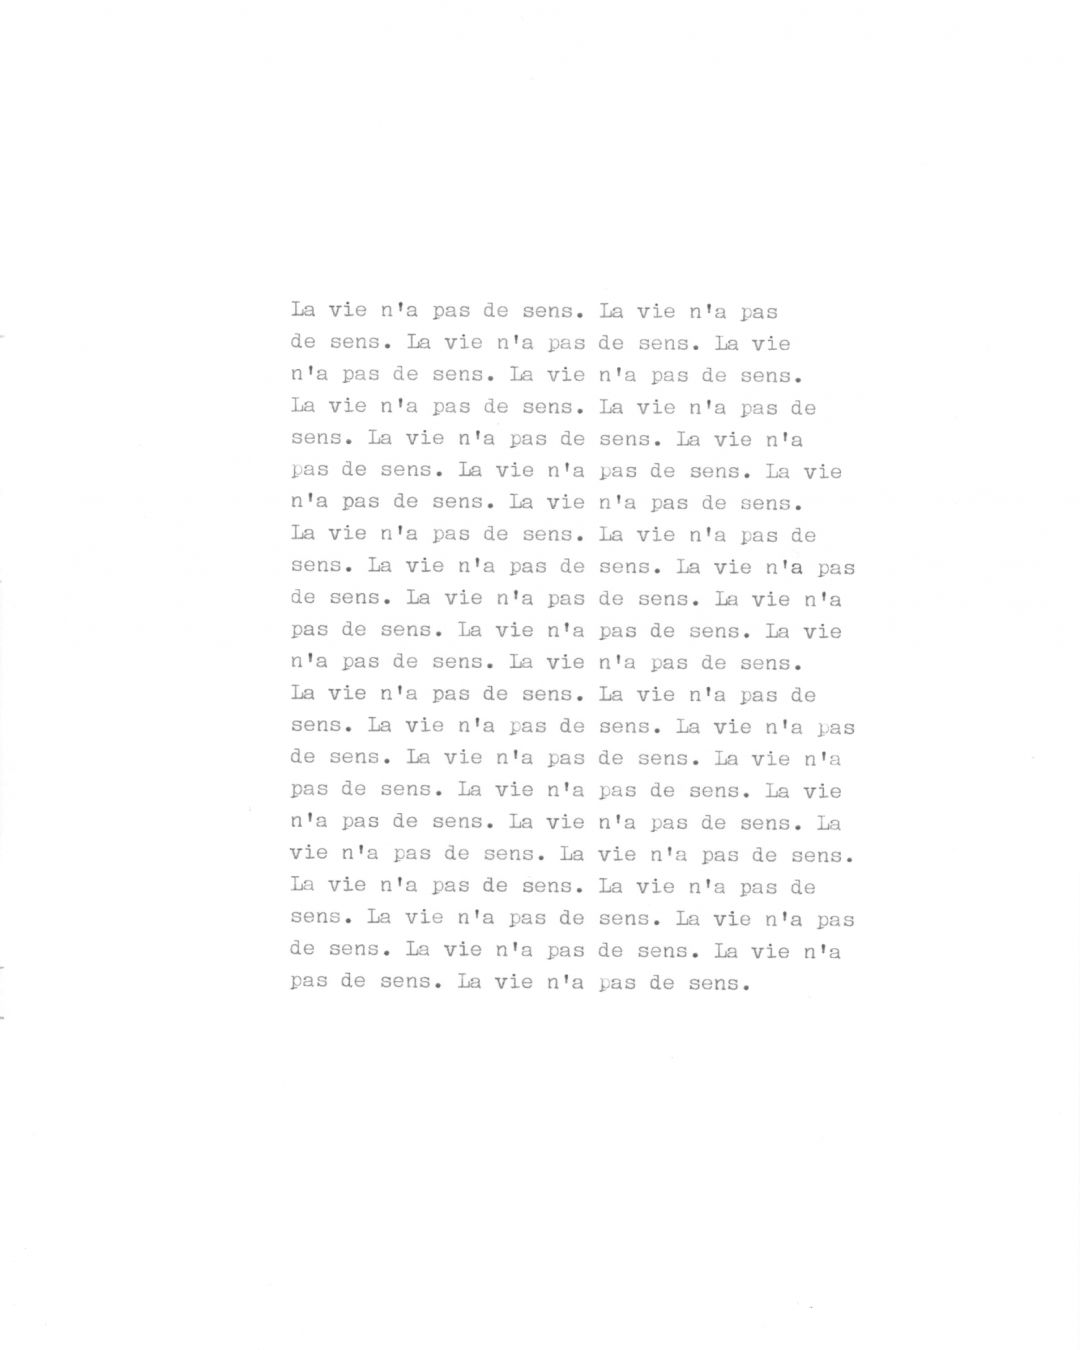 La vie n'a pas de sens. La vie n'a pas
de sens. La vie n'a pas de sens. La vie
n'a pas de sens. La vie n'a pas de sens.
La vie n'a pas de sens. La vie n'a pas de
sens. La vie n'a pas de sens. La vie n'a
pas de sens. La vie n'a pas de sens. La vie
n'a pas de sens. La vie n'a pas de sens.
La vie n'a pas de sens. La vie n'a pas de
sens. La vie n'a pas de sens. La vie n'a pas
de sens. La vie n'a pas de sens. La vie n'a
pas de sens. La vie n'a pas de sens. La vie
n'a pas de sens. La vie n'a pas de sens.
La vie n'a pas de sens. La vie n'a pas de
sens. La vie n'a pas de sens. La vie n'a pas
de sens. La vie n'a pas de sens. La vie n'a
pas de sens. La vie n'a pas de sens. La vie
n'a pas de sens. La vie n'a pas de sens. La
vie n'a pas de sens. La vie n'a pas de sens.
La vie n'a pas de sens. La vie n'a pas de
sens. La vie n'a pas de sens. La vie n'a pas
de sens. La vie n'a pas de sens. La vie n'a
pas de sens. La vie n'a pas de sens.